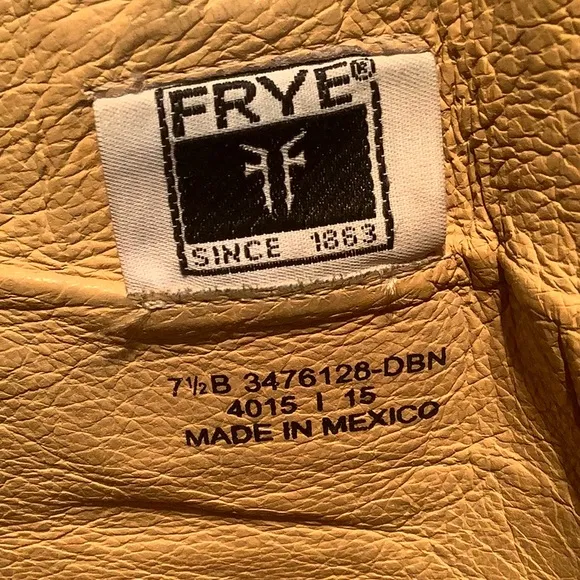 FRYE®
SINCE 1863
7½B 3476128-DBN
4015 | 15
MADE IN MEXICO